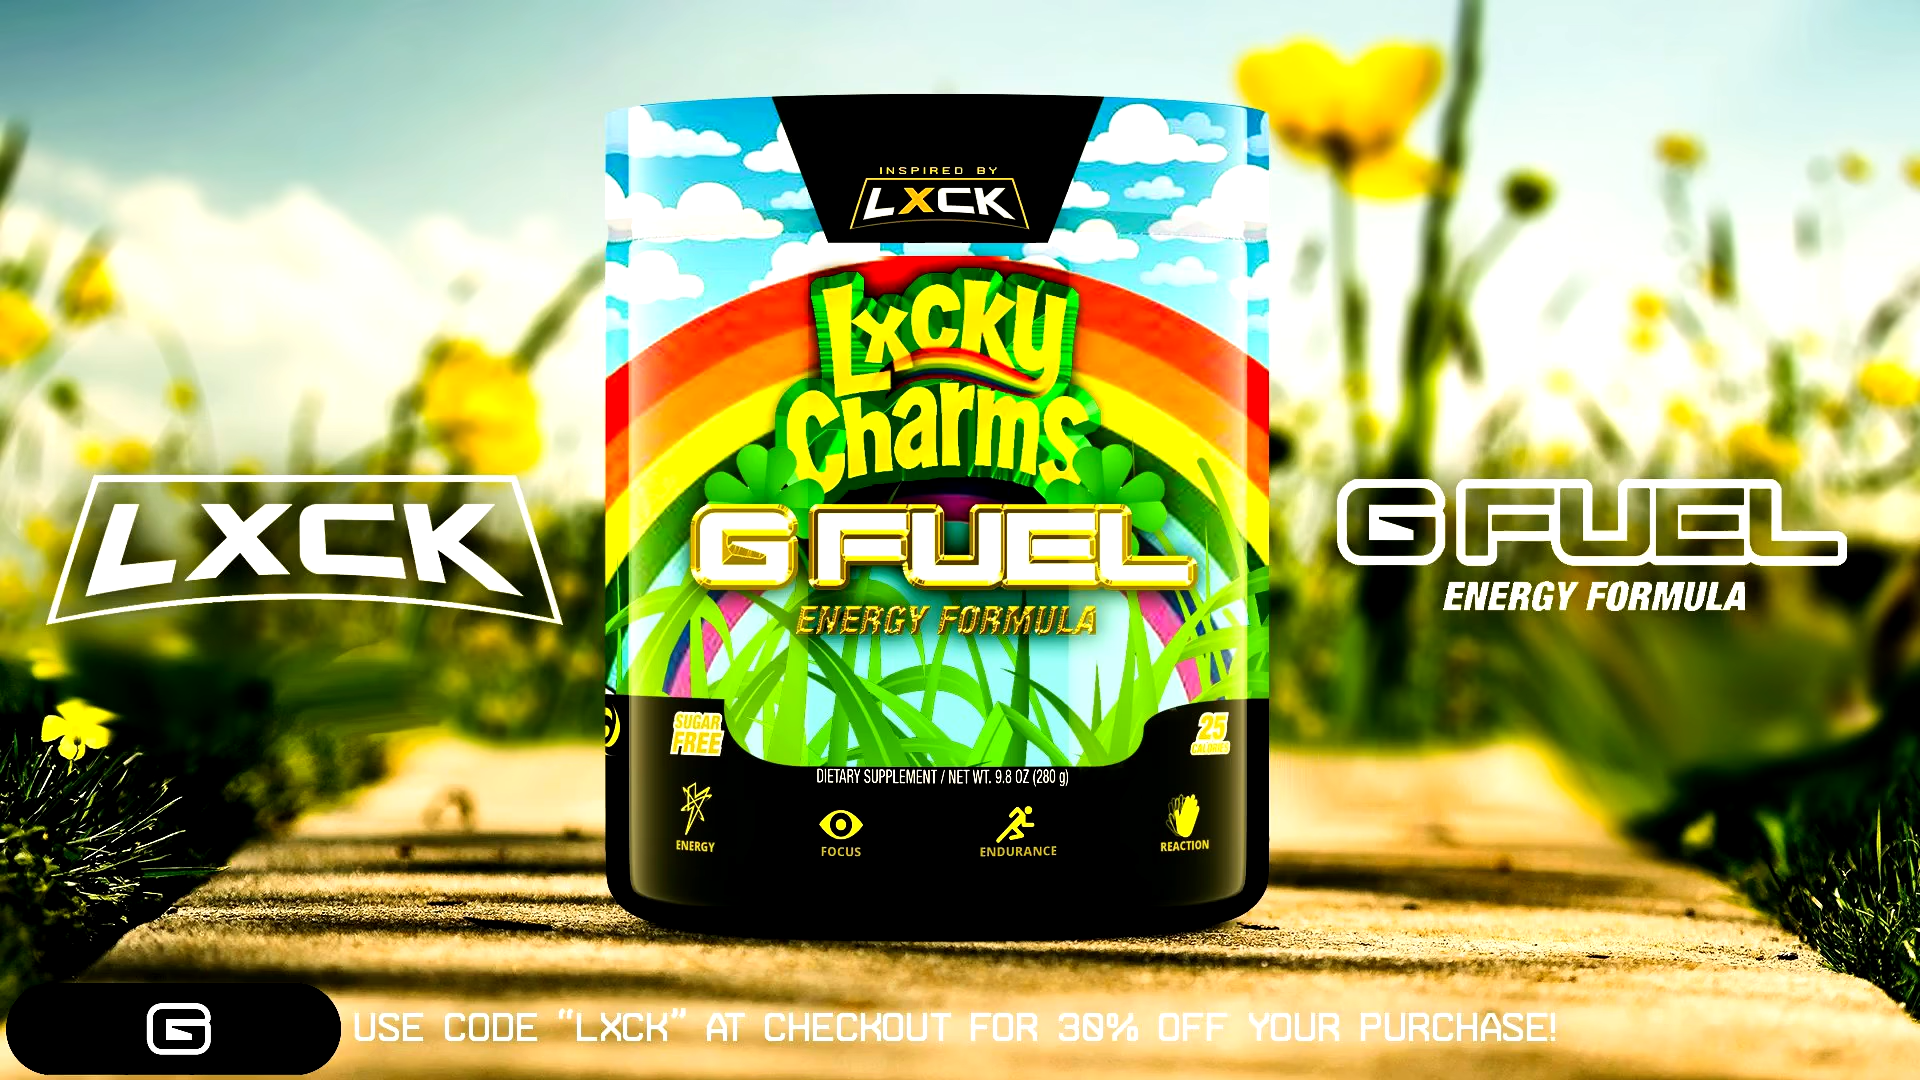 INSPIRED BY
LXCK
Lxcky
Charms
G FUEL
ENERGY FORMULA
SUGAR
FREE
25
CALORIES
DIETARY SUPPLEMENT / NET WT. 9.8 OZ (280 g)
ENERGY
FOCUS
ENDURANCE
REACTION
LXCK
G FUEL
ENERGY FORMULA
G
USE CODE "LXCK" AT CHECKOUT FOR 30% OFF YOUR PURCHASE!